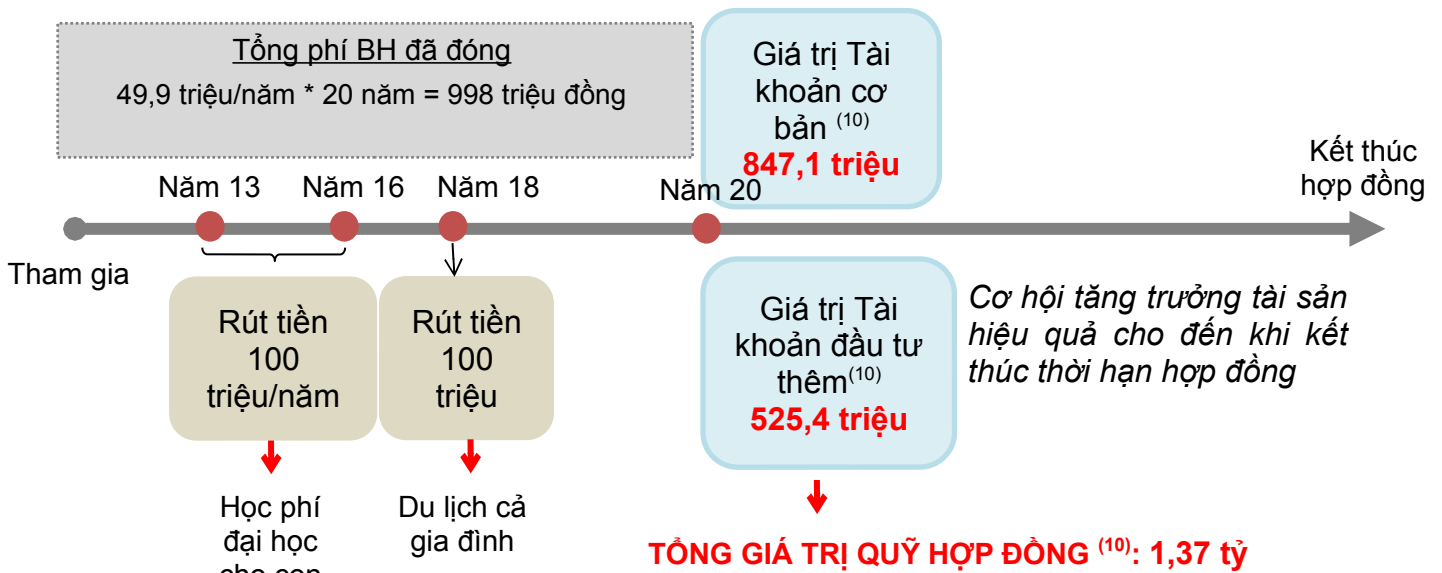 Tổng phí BH đã đóng
49,9 triệu/năm * 20 năm = 998 triệu đồng
Giá trị Tài
khoản cơ
bản (10)
847,1 triệu
Kết thúc
hợp đồng
Năm 13
Năm 16
Năm 18
Năm 20
Tham gia
Rút tiền
100
triệu/năm
Rút tiền
100
triệu
Giá trị Tài
khoản đầu tư
thêm(10)
525,4 triệu
Cơ hội tăng trưởng tài sản
hiệu quả cho đến khi kết
thúc thời hạn hợp đồng
Học phí
đại học
cho con
Du lịch cả
gia đình
TỔNG GIÁ TRỊ QUỸ HỢP ĐỒNG (10): 1,37 tỷ